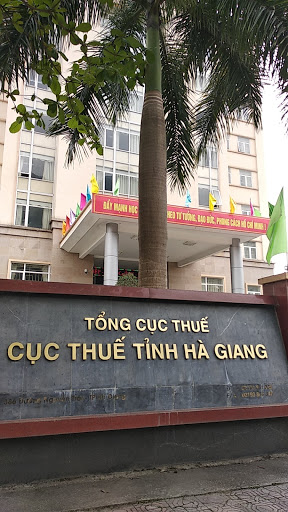 ĐẨY MẠNH HỌC THEO TƯ TƯỞNG, ĐẠO ĐỨC, PHONG CÁCH HỒ CHÍ MINH
TỔNG CỤC THUẾ
CỤC THUẾ TỈNH HÀ GIANG